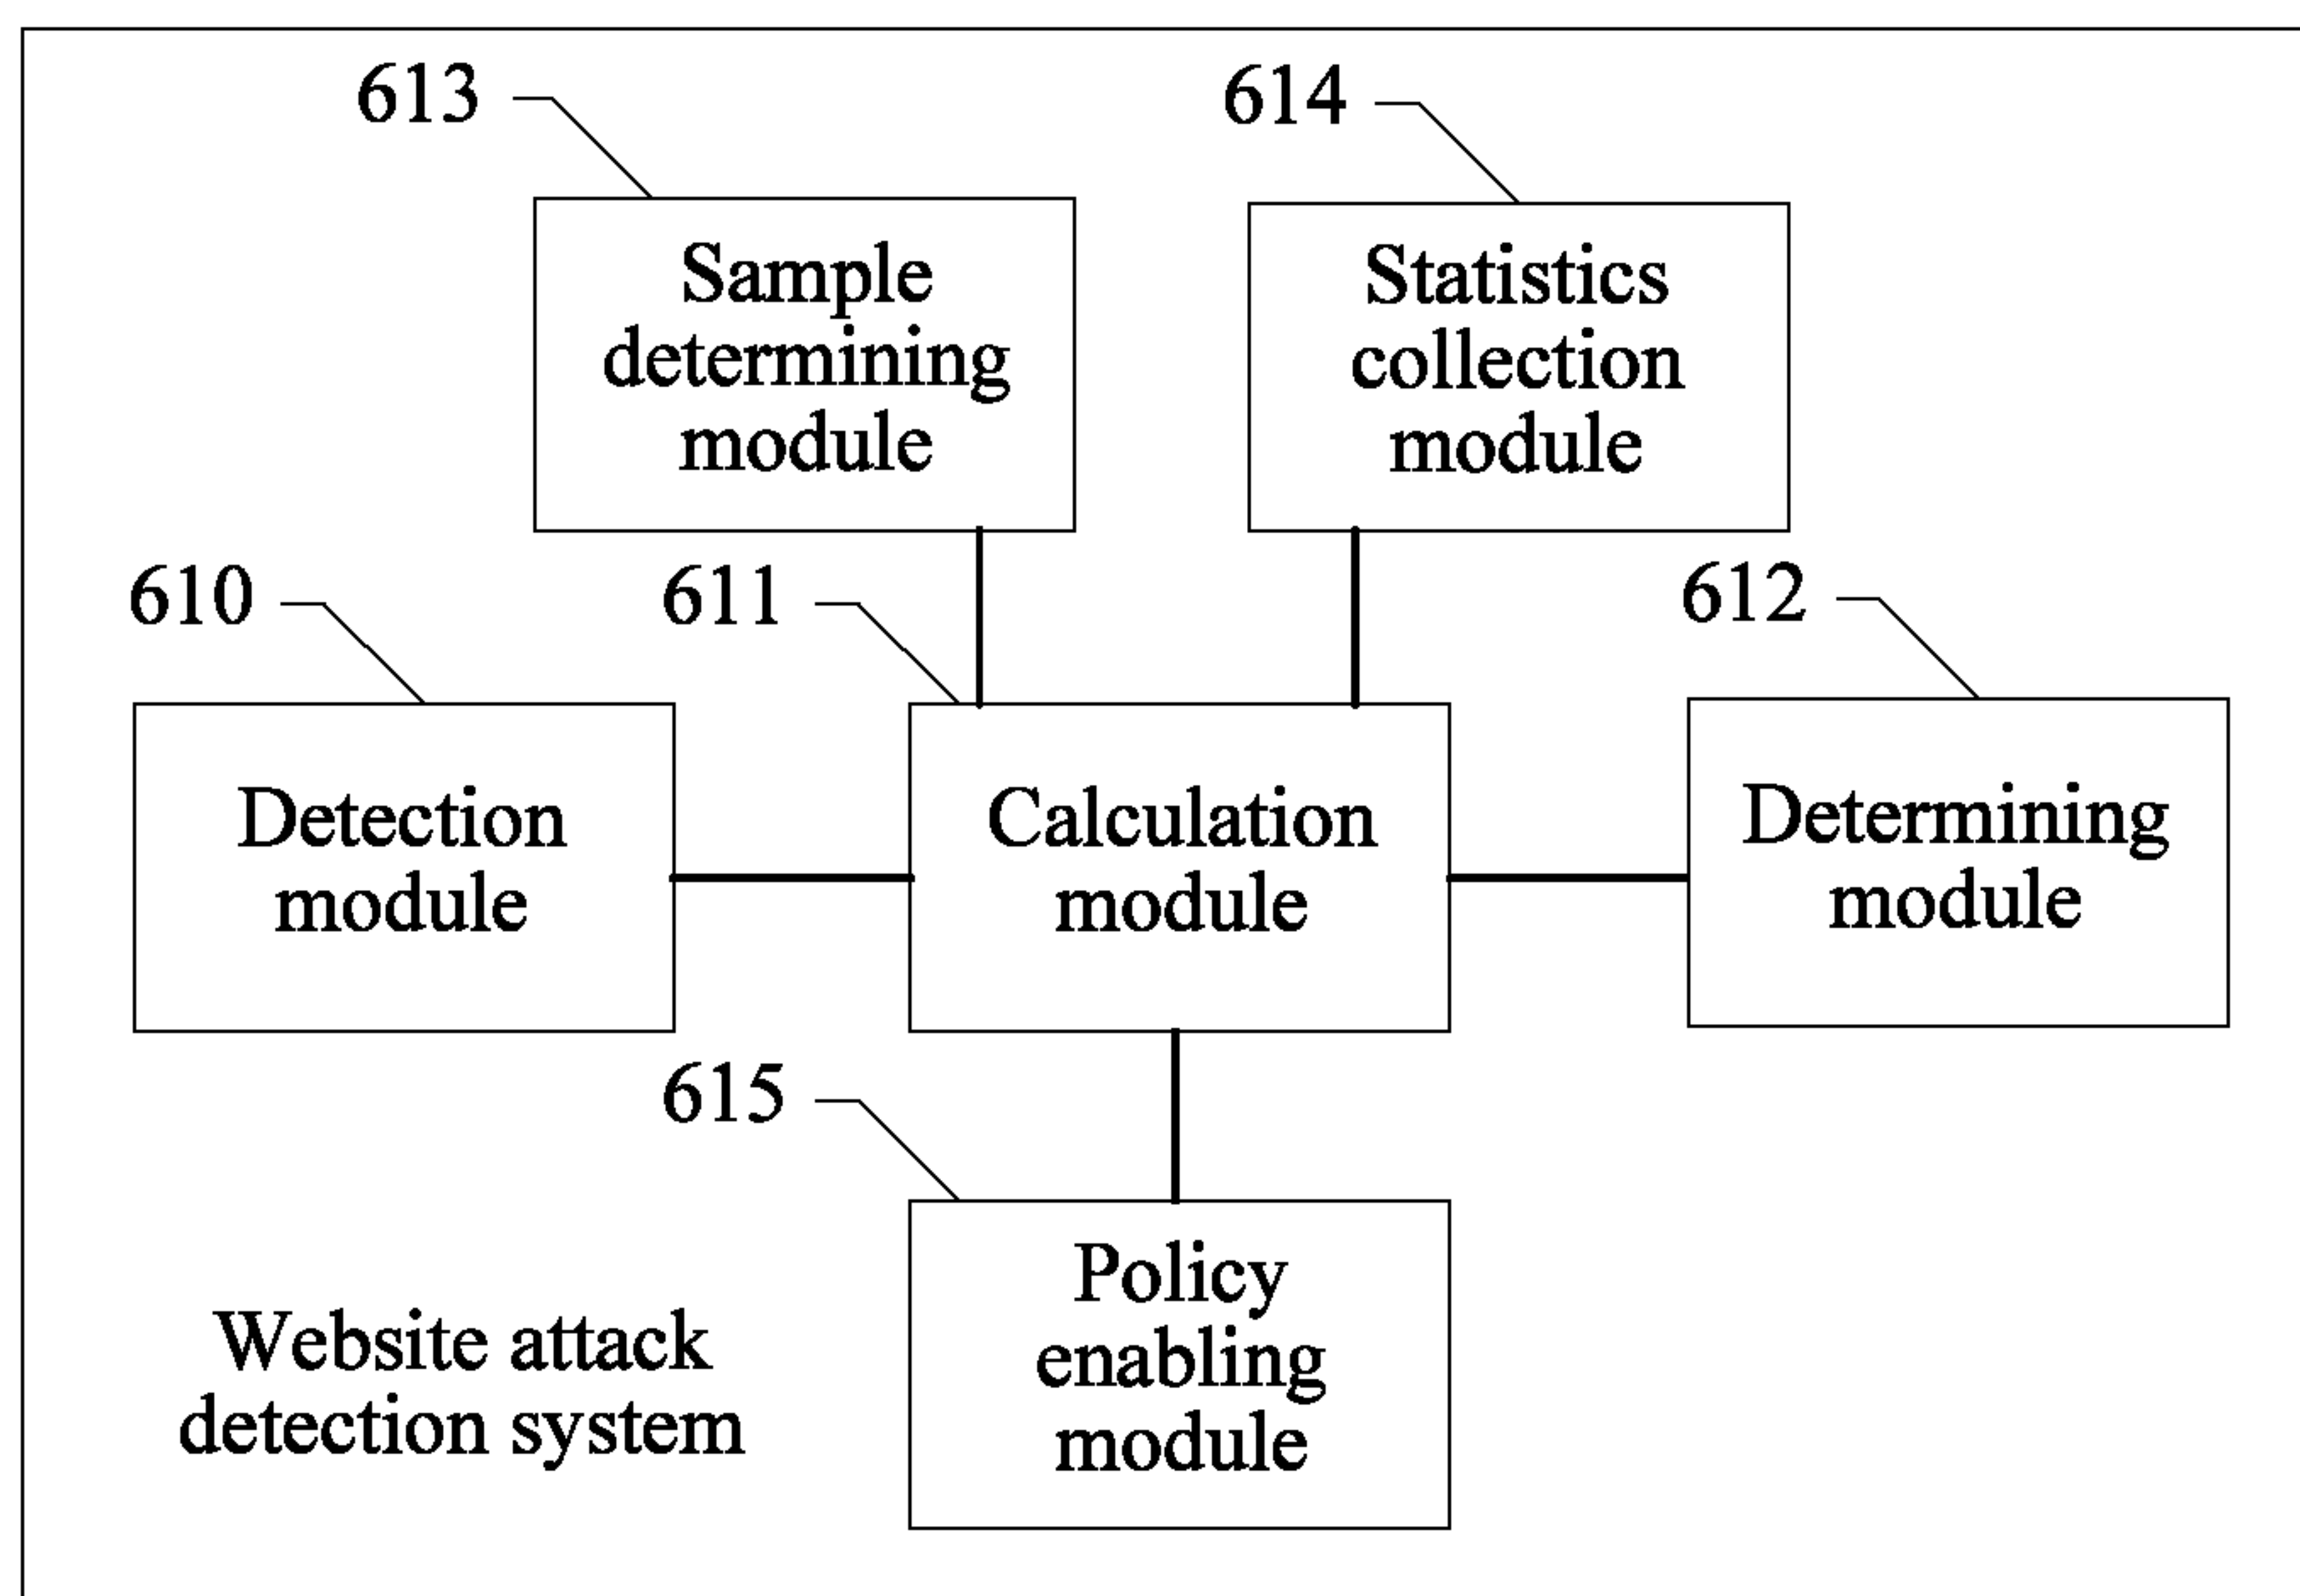 613
614
Sample
determining
module
Statistics
collection
module
610
611
612
Detection
module
Calculation
module
Determining
module
615
Policy
enabling
module
Website attack
detection system